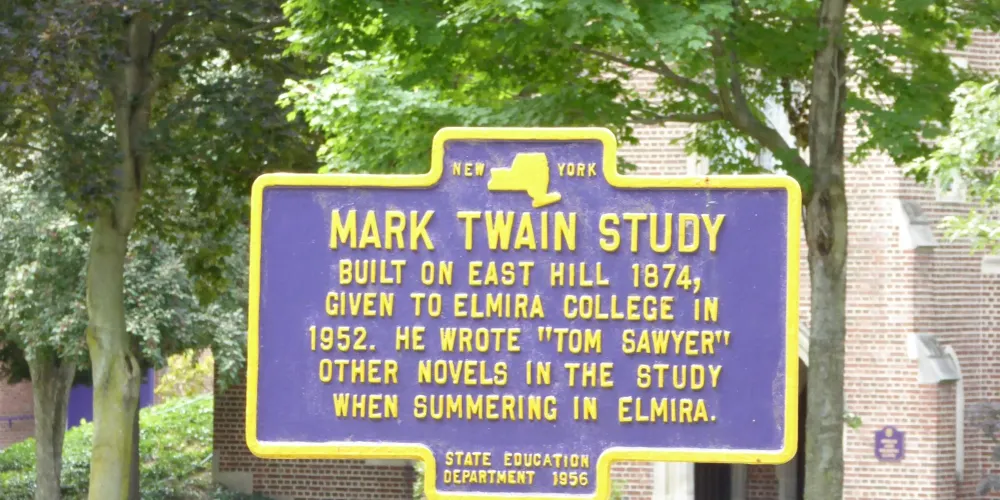 NEW YORK
MARK TWAIN STUDY
BUILT ON EAST HILL 1874,
GIVEN TO ELMIRA COLLEGE IN
1952. HE WROTE "TOM SAWYER"
OTHER NOVELS IN THE STUDY
WHEN SUMMERING IN ELMIRA.
STATE EDUCATION
DEPARTMENT 1956